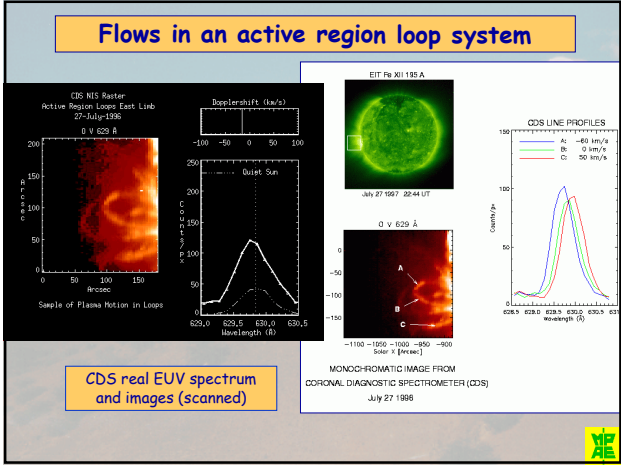 Flows in an active region loop system
CDS NIS Raster
Active Region Loops East Limb
27-July-1996
O V 629 Å
200
150
100
50
0
Arcsec
0 50 100 150
Arcsec
Sample of Plasma Motion in Loops
Dopplershift (km/s)
-100 -50 0 50 100
250
200
150
100
50
0
Counts/px
Quiet Sun
629.0 629.5 630.0 630.5
Wavelength (Å)
EIT Fe XII 195 A
July 27 1997 22:44 UT
O V 629 Å
0
-50
-100
-150
A
B
C
-1100 -1050 -1000 -950 -900
Solar X [Arcsec]
MONOCHROMATIC IMAGE FROM
CORONAL DIAGNOSTIC SPECTROMETER (CDS)
July 27 1996
CDS LINE PROFILES
150
100
50
0
Counts/px
A: -60 km/s
B: 0 km/s
C: 50 km/s
628.5 629.0 629.5 630.0 630.5 631
Wavelength (Å)
CDS real EUV spectrum
and images (scanned)
MP
AE